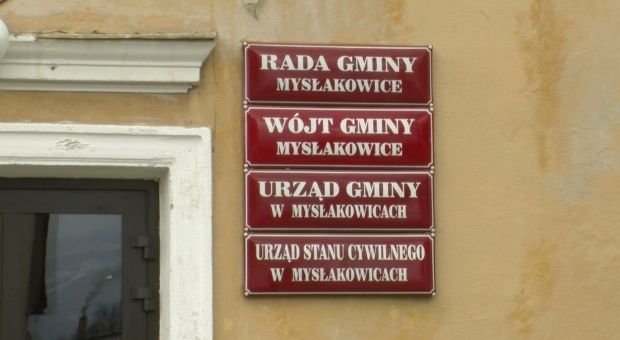 RADA GMINY
MYSŁAKOWICE
WÓJT GMINY
MYSŁAKOWICE
URZĄD GMINY
W MYSŁAKOWICACH
URZĄD STANU CYWILNEGO
W MYSŁAKOWICACH